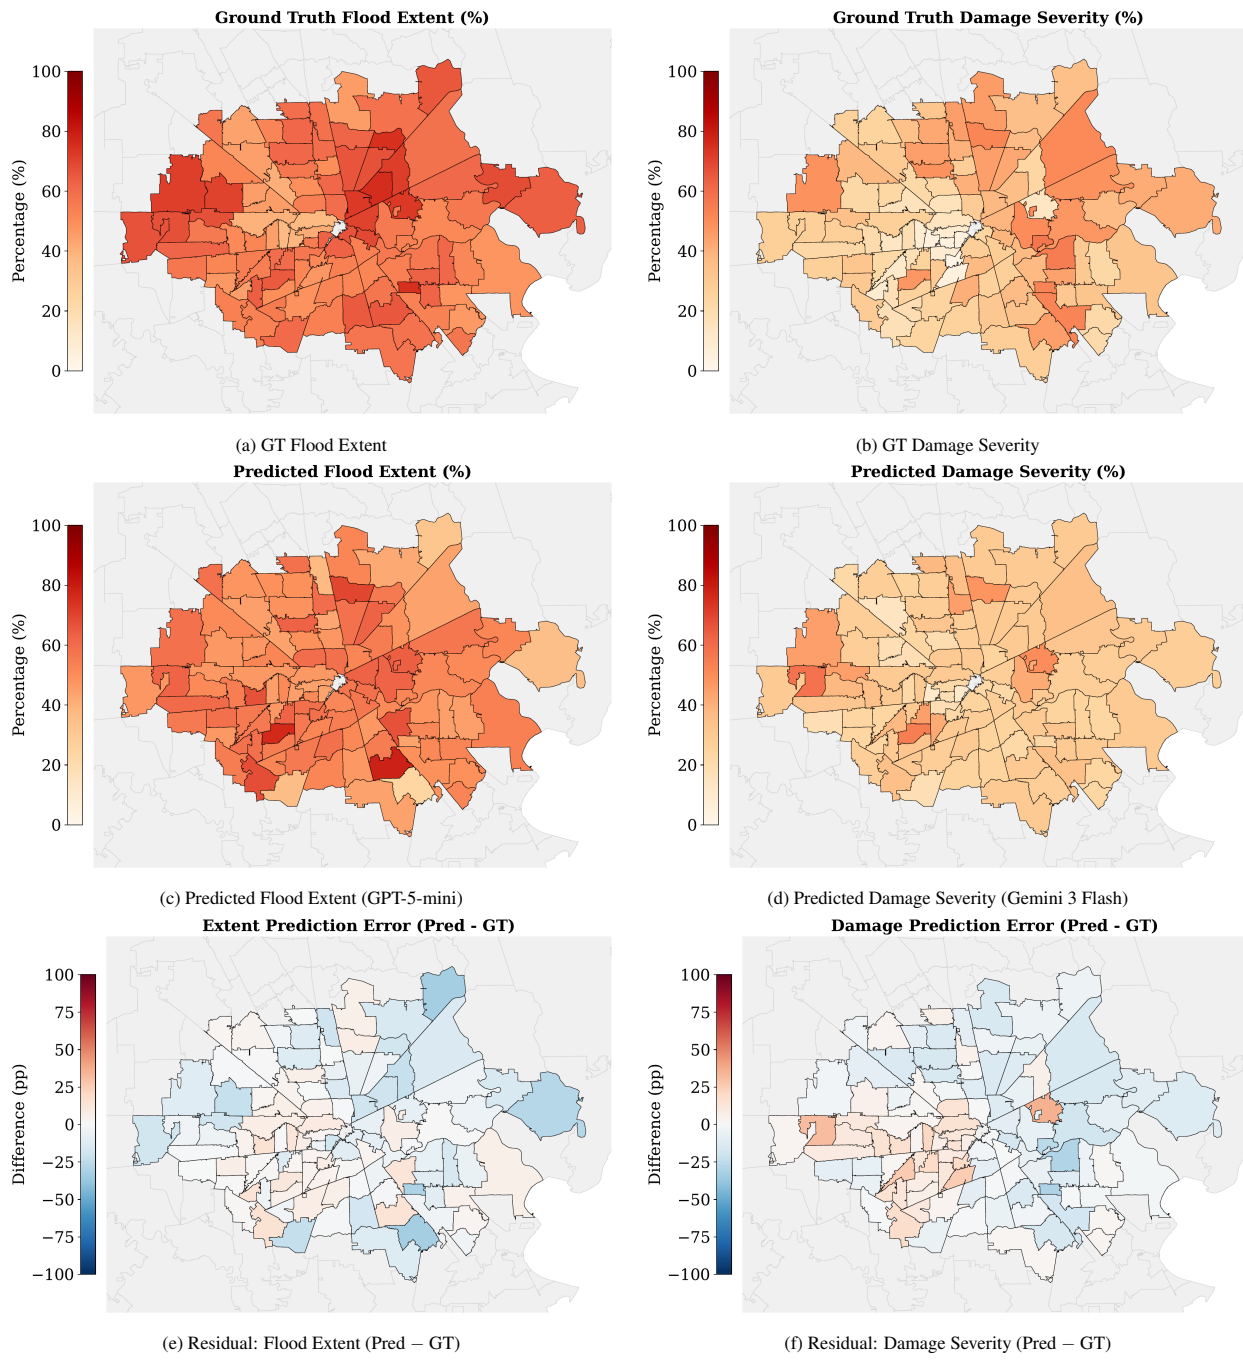 Ground Truth Flood Extent (%)
Percentage (%)
100
80
60
40
20
0
(a) GT Flood Extent
Ground Truth Damage Severity (%)
Percentage (%)
100
80
60
40
20
0
(b) GT Damage Severity
Predicted Flood Extent (%)
Percentage (%)
100
80
60
40
20
0
(c) Predicted Flood Extent (GPT-5-mini)
Predicted Damage Severity (%)
Percentage (%)
100
80
60
40
20
0
(d) Predicted Damage Severity (Gemini 3 Flash)
Extent Prediction Error (Pred - GT)
Difference (pp)
100
75
50
25
0
−25
−50
−75
−100
(e) Residual: Flood Extent (Pred − GT)
Damage Prediction Error (Pred - GT)
Difference (pp)
100
75
50
25
0
−25
−50
−75
−100
(f) Residual: Damage Severity (Pred − GT)